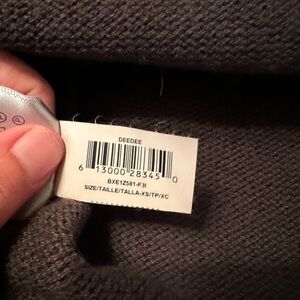 DEEDEE
6 13000 28345 0
BXE1Z581-F3I
SIZE/TAILLE/TALLA-XS/TP/XC